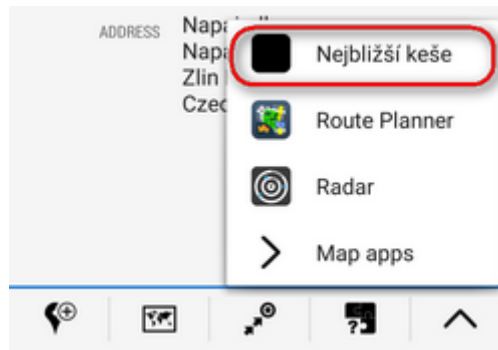 ADDRESS
Zlin
Nejbližší keše
Route Planner
Radar
Map apps